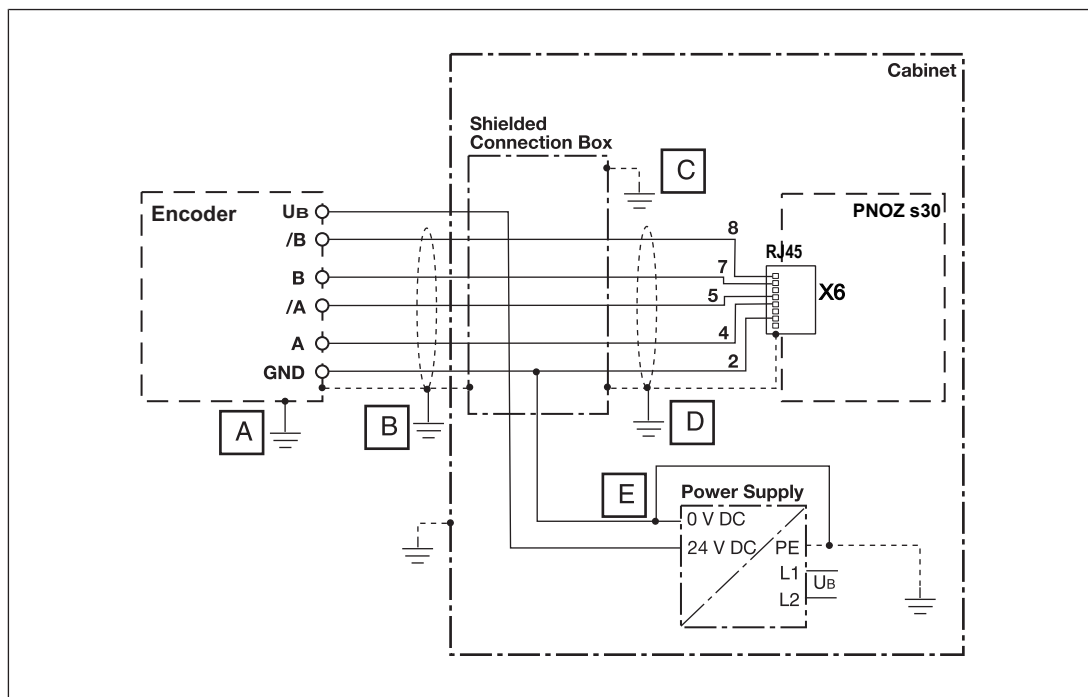 Cabinet
Shielded
Connection Box
C
Encoder
UB
/B
B
/A
A
GND
8
7
5
4
2
RJ45
X6
PNOZ s30
A
B
D
E
Power Supply
0 V DC
24 V DC
PE
L1
L2
UB